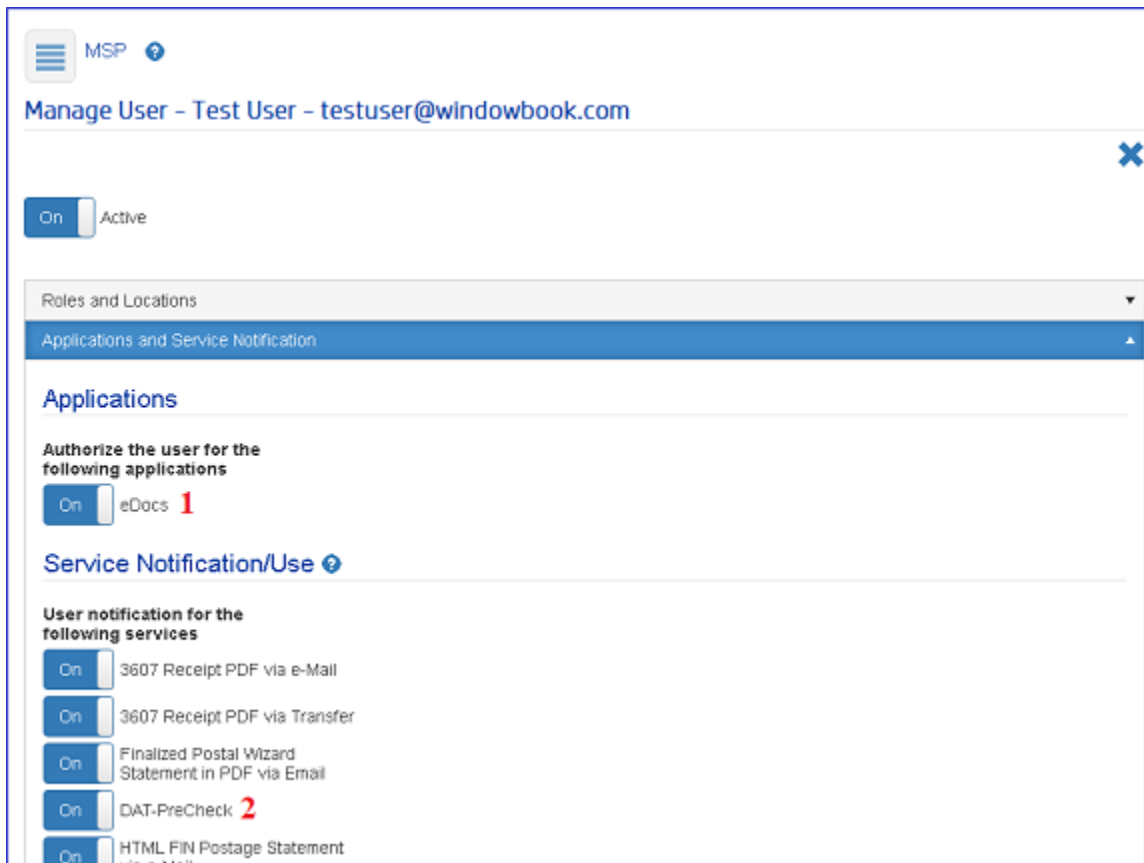 MSP
Manage User - Test User - testuser@windowbook.com
On Active
Roles and Locations
Applications and Service Notification
Applications
Authorize the user for the
following applications
On eDocs 1
Service Notification/Use
User notification for the
following services
On 3607 Receipt PDF via e-Mail
On 3607 Receipt PDF via Transfer
Finalized Postal Wizard
On
Statement in PDF via Email
On DAT-PreCheck 2
HTML FIN Postage Statement
On
via e-Mail